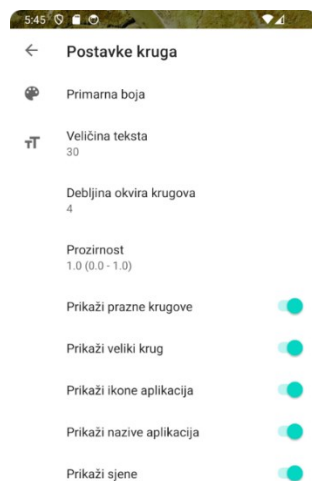 5:45
Postavke kruga
Primarna boja
Veličina teksta
30
Debljina okvira krugova
4
Prozirnost
1.0 (0.0 - 1.0)
Prikaži prazne krugove
Prikaži veliki krug
Prikaži ikone aplikacija
Prikaži nazive aplikacija
Prikaži sjene